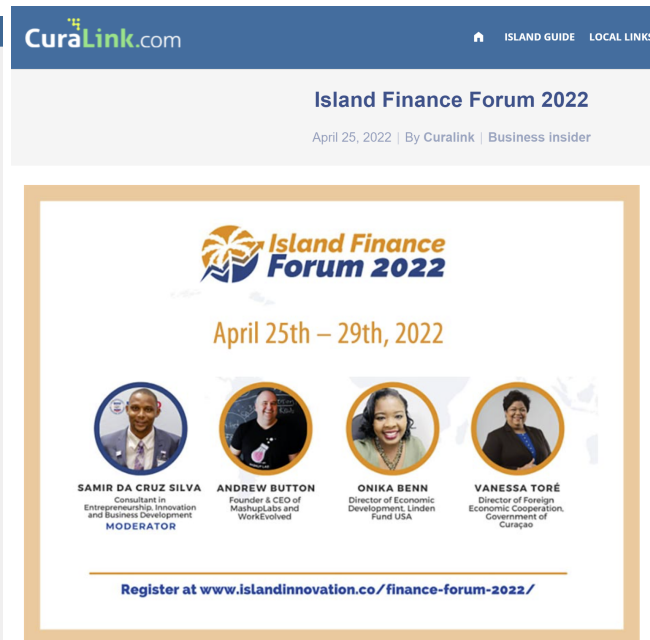 CuraLink.com
ISLAND GUIDE LOCAL LINKS
Island Finance Forum 2022
April 25, 2022 | By Curalink | Business insider
Island Finance
Forum 2022
April 25th – 29th, 2022
SAMIR DA CRUZ SILVA
Consultant in
Entrepreneurship, Innovation
and Business Development
MODERATOR
ANDREW BUTTON
Founder & CEO of
MashupLabs and
WorkEvolved
ONIKA BENN
Director of Economic
Development, Linden
Fund USA
VANESSA TORÉ
Director of Foreign
Economic Cooperation,
Government of
Curaçao
Register at www.islandinnovation.co/finance-forum-2022/